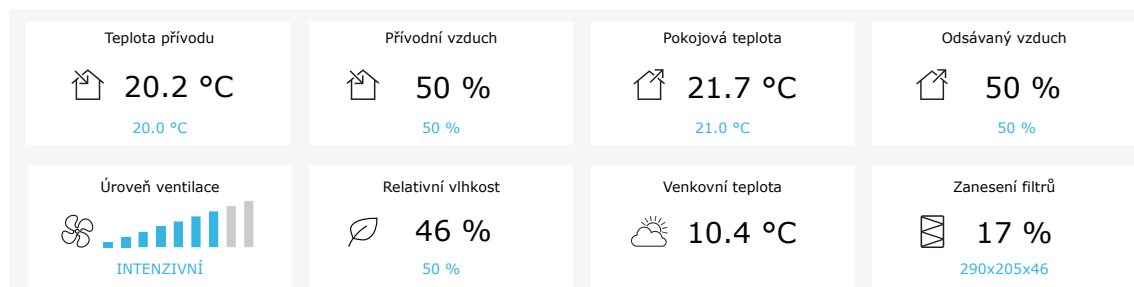 Teplota přívodu
20.2 °C
20.0 °C
Přívodní vzduch
50 %
50 %
Pokojová teplota
21.7 °C
21.0 °C
Odsávaný vzduch
50 %
50 %
Úroveň ventilace
INTENZIVNÍ
Relativní vlhkost
46 %
50 %
Venkovní teplota
10.4 °C
Zanesení filtrů
17 %
290x205x46